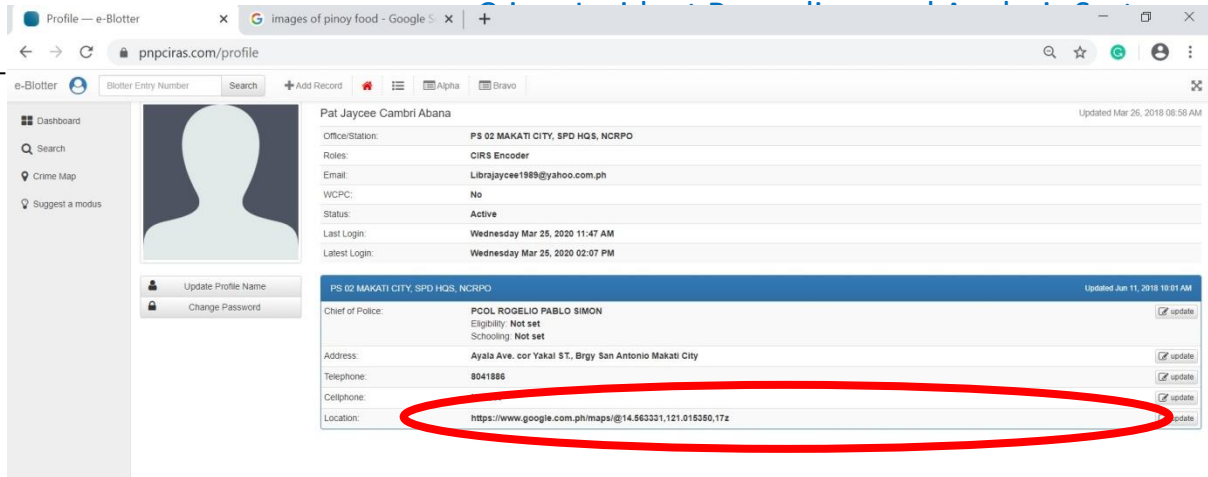 Profile — e-Blotter
images of pinoy food - Google S
pnpciras.com/profile
e-Blotter Blotter Entry Number Search Add Record Alpha Bravo
Dashboard
Search
Crime Map
Suggest a modus
Update Profile Name
Change Password
Pat Jaycee Cambri Abana Updated Mar 26, 2018 08:58 AM
Office/Station: PS 02 MAKATI CITY, SPD HQS, NCRPO
Roles: CIRS Encoder
Email: Librajaycee1989@yahoo.com.ph
WCPC: No
Status: Active
Last Login: Wednesday Mar 25, 2020 11:47 AM
Latest Login: Wednesday Mar 25, 2020 02:07 PM
PS 02 MAKATI CITY, SPD HQS, NCRPO Updated Jun 11, 2018 10:01 AM
Chief of Police: PCOL ROGELIO PABLO SIMON update
Eligibility: Not set
Schooling: Not set
Address: Ayala Ave. cor Yakal ST., Brgy San Antonio Makati City update
Telephone: 8041886 update
Cellphone: update
Location: https://www.google.com.ph/maps/@14.563331,121.015350,17z update